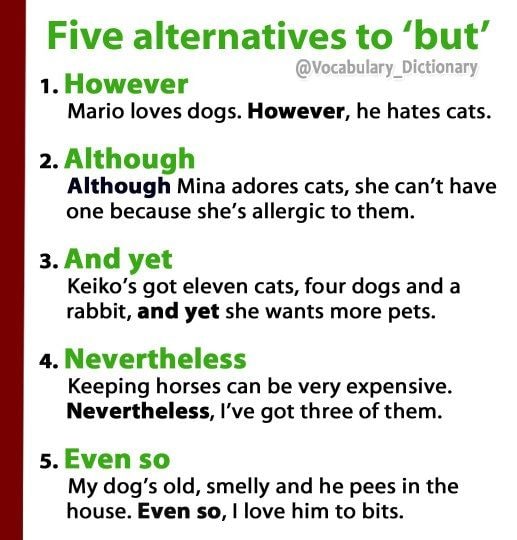 Five alternatives to ‘but’
@Vocabulary_Dictionary
1. However
Mario loves dogs. However, he hates cats.
2. Although
Although Mina adores cats, she can’t have
one because she’s allergic to them.
3. And yet
Keiko’s got eleven cats, four dogs and a
rabbit, and yet she wants more pets.
4. Nevertheless
Keeping horses can be very expensive.
Nevertheless, I’ve got three of them.
5. Even so
My dog’s old, smelly and he pees in the
house. Even so, I love him to bits.